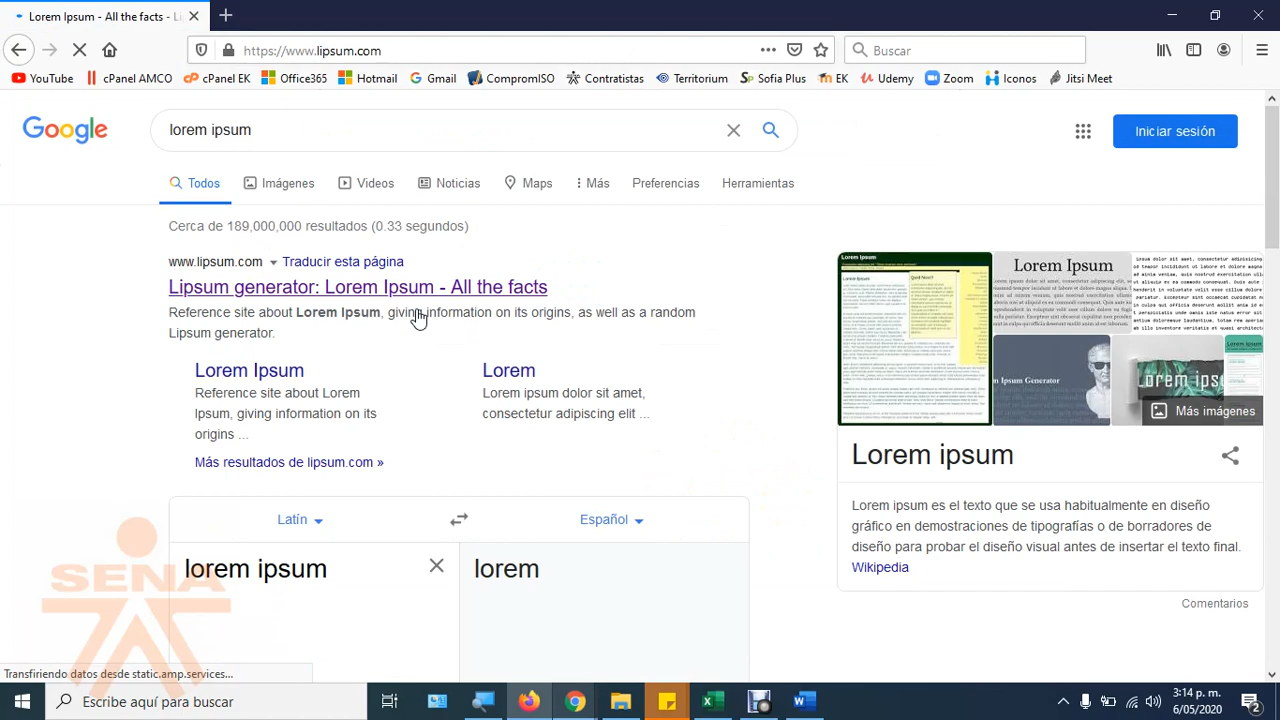 Lorem Ipsum - All the facts - Li
https://www.lipsum.com
Buscar
YouTube cPanel AMCO cPanel EK Office365 Hotmail Gmail CompromISO Contratistas Territorium Sofia Plus EK Udemy Zoom Iconos Jitsi Meet
Google
lorem ipsum
Iniciar sesión
Todos Imágenes Videos Noticias Maps Más Preferencias Herramientas
Cerca de 189,000,000 resultados (0.33 segundos)
www.lipsum.com Traducir esta página
Lipsum generator: Lorem Ipsum - All the facts
Reference site about Lorem Ipsum, giving information on its origins, as well as a random
Lipsum generator.
Lorem Ipsum
Reference site about Lorem
Ipsum, giving information on its
origins ...
Lorem
Lorem ipsum dolor sit amet,
consectetur adipiscing elit ...
Más resultados de lipsum.com »
Latín Español
lorem ipsum
lorem
Lorem Ipsum
Más imágenes
Lorem ipsum
Lorem ipsum es el texto que se usa habitualmente en diseño
gráfico en demostraciones de tipografías o de borradores de
diseño para probar el diseño visual antes de insertar el texto final.
Wikipedia
Comentarios
SENA
Transfiriendo datos desde static.amp.services...
Escribe aquí para buscar
3:14 p. m.
6/05/2020
2